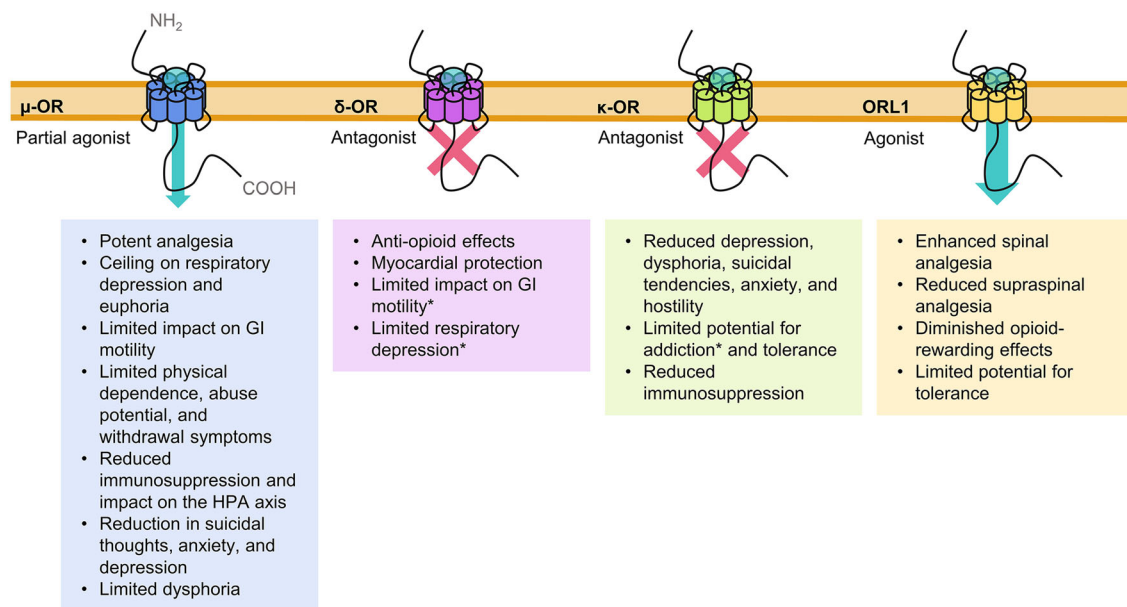 NH2
μ-OR
Partial agonist
COOH
• Potent analgesia
• Ceiling on respiratory
depression and
euphoria
• Limited impact on GI
motility
• Limited physical
dependence, abuse
potential, and
withdrawal symptoms
• Reduced
immunosuppression and
impact on the HPA axis
• Reduction in suicidal
thoughts, anxiety, and
depression
• Limited dysphoria
δ-OR
Antagonist
• Anti-opioid effects
• Myocardial protection
• Limited impact on GI
motility*
• Limited respiratory
depression*
κ-OR
Antagonist
• Reduced depression,
dysphoria, suicidal
tendencies, anxiety, and
hostility
• Limited potential for
addiction* and tolerance
• Reduced
immunosuppression
ORL1
Agonist
• Enhanced spinal
analgesia
• Reduced supraspinal
analgesia
• Diminished opioid-
rewarding effects
• Limited potential for
tolerance